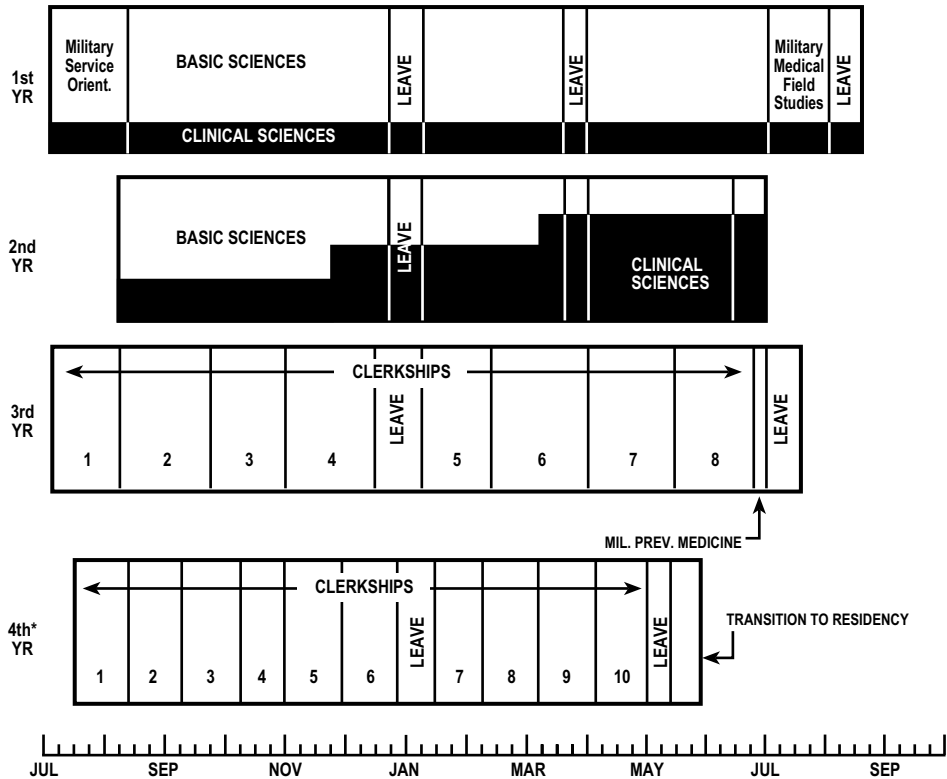 1st
YR
Military
Service
Orient.
BASIC SCIENCES
LEAVE
LEAVE
Military
Medical
Field
Studies
LEAVE
CLINICAL SCIENCES
2nd
YR
BASIC SCIENCES
LEAVE
CLINICAL
SCIENCES
3rd
YR
CLERKSHIPS
LEAVE
LEAVE
1 2 3 4 5 6 7 8
MIL. PREV. MEDICINE
4th*
YR
CLERKSHIPS
LEAVE
LEAVE
TRANSITION TO RESIDENCY
1 2 3 4 5 6 7 8 9 10
JUL SEP NOV JAN MAR MAY JUL SEP